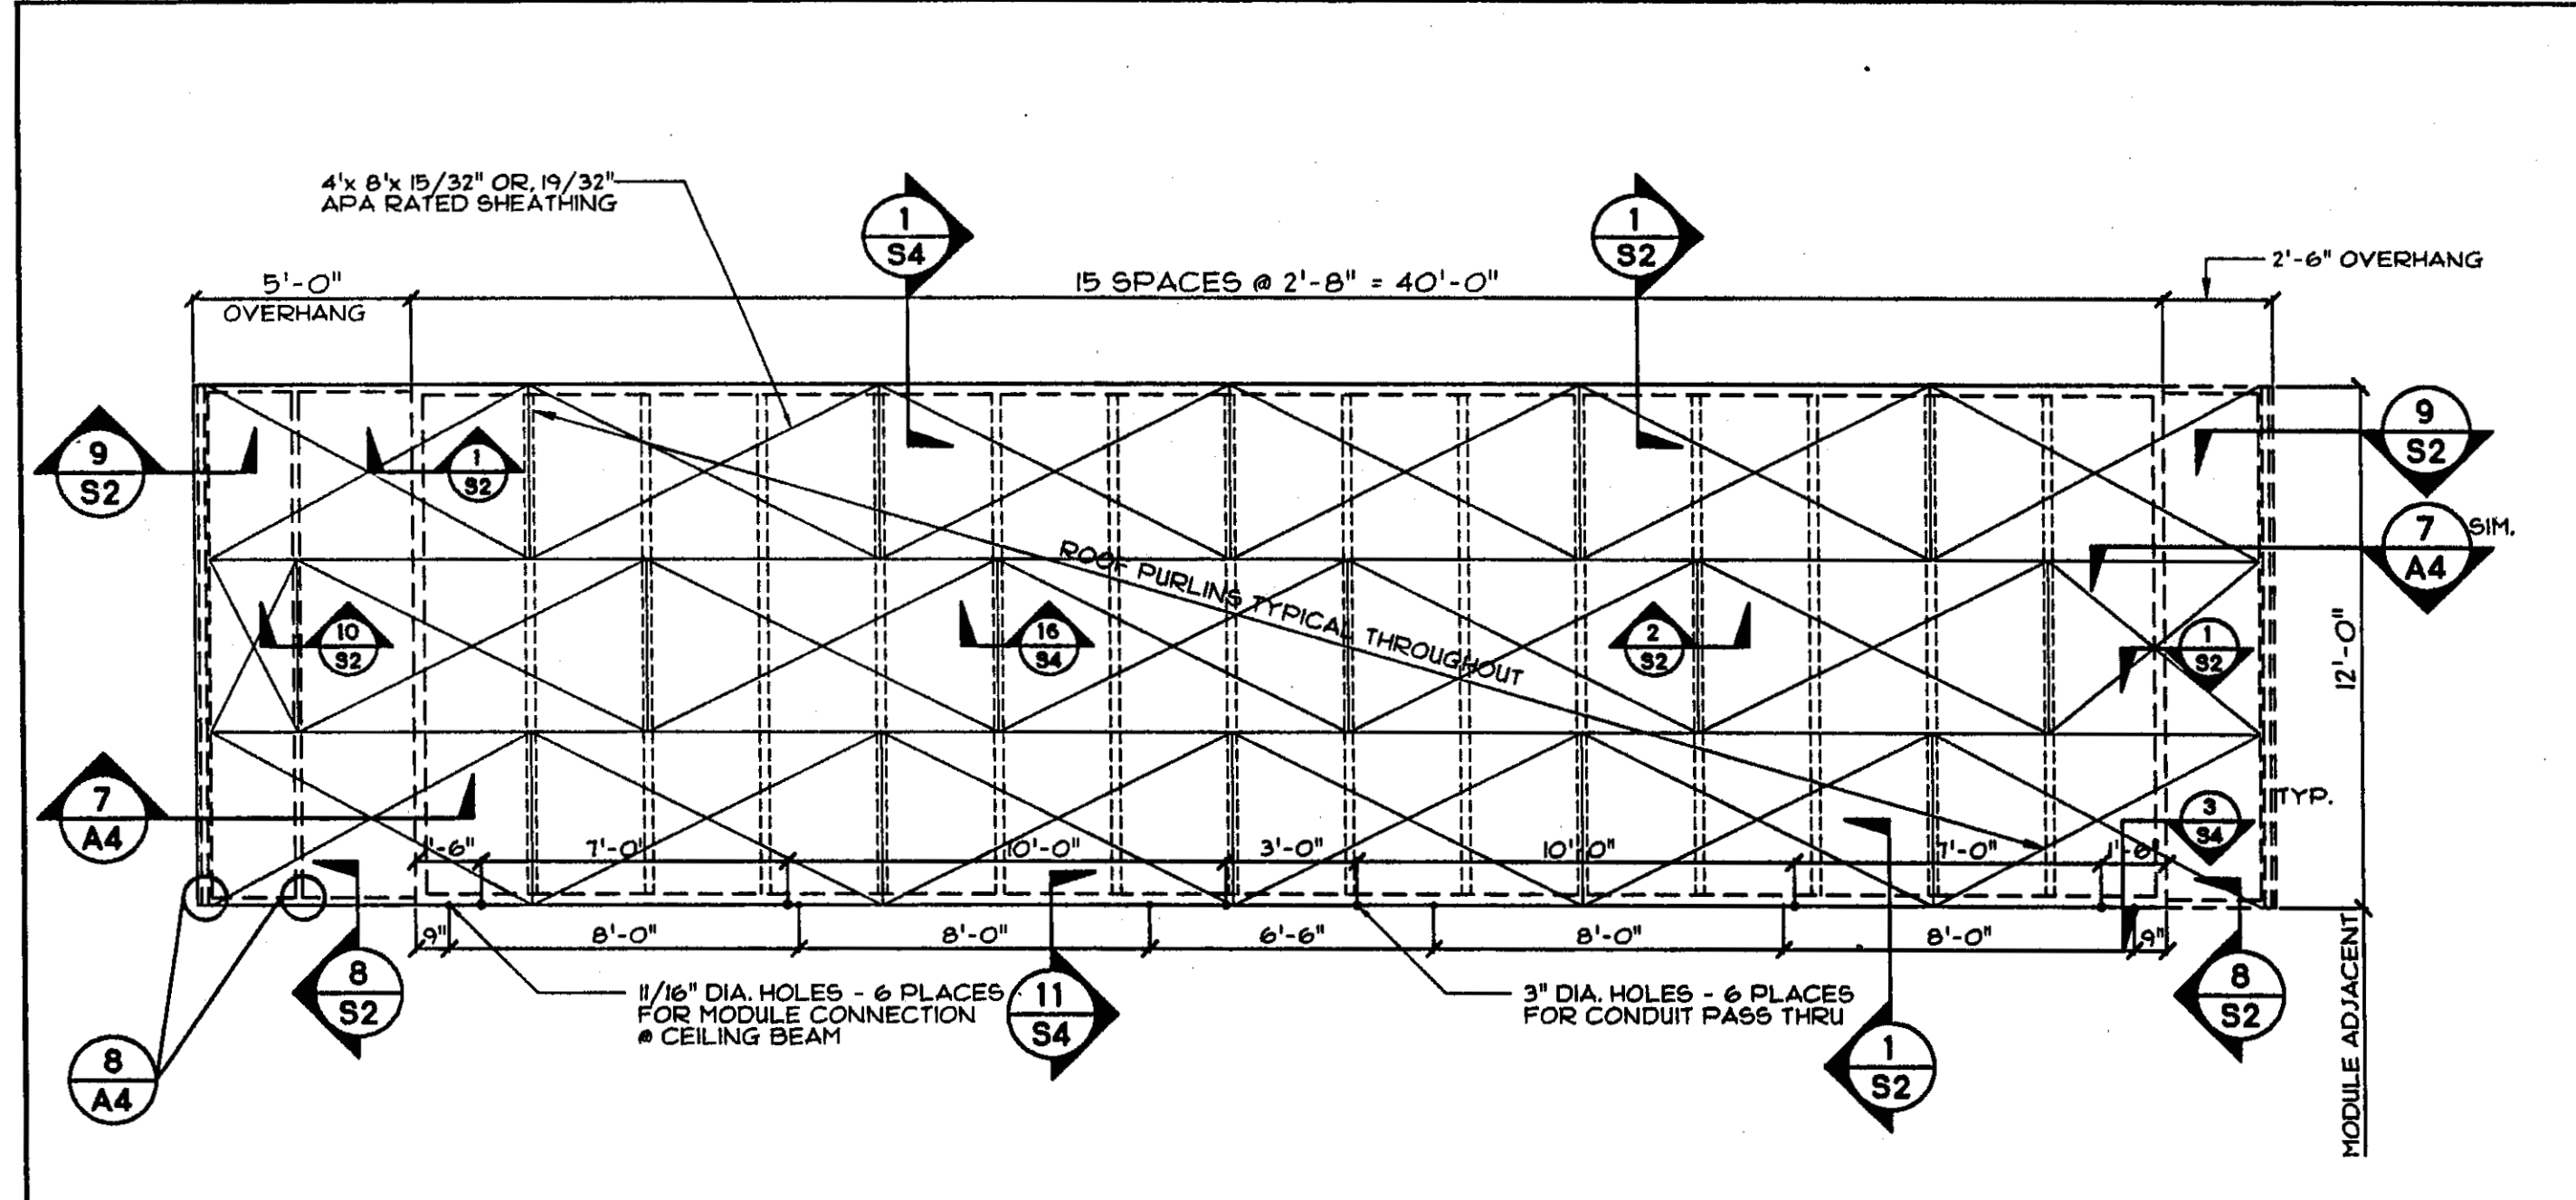 4'x 8'x 15/32" OR, 19/32"
APA RATED SHEATHING
1
S4
1
S2
5'-0"
OVERHANG
15 SPACES @ 2'-8" = 40'-0"
2'-6" OVERHANG
9
S2
1
S2
9
S2
7
A4
SIM.
ROOF PURLINS TYPICAL THROUGHOUT
10
S2
16
S4
2
S2
1
S2
12'-0"
7
A4
3
S4
TYP.
-6"
7'-0"
10'-0"
3'-0"
10'-0"
7'-0"
1'-6"
9"
8'-0"
8'-0"
6'-6"
8'-0"
8'-0"
9"
8
S2
11/16" DIA. HOLES - 6 PLACES
FOR MODULE CONNECTION
@ CEILING BEAM
11
S4
3" DIA. HOLES - 6 PLACES
FOR CONDUIT PASS THRU
1
S2
8
S2
8
A4
MODULE ADJACENT